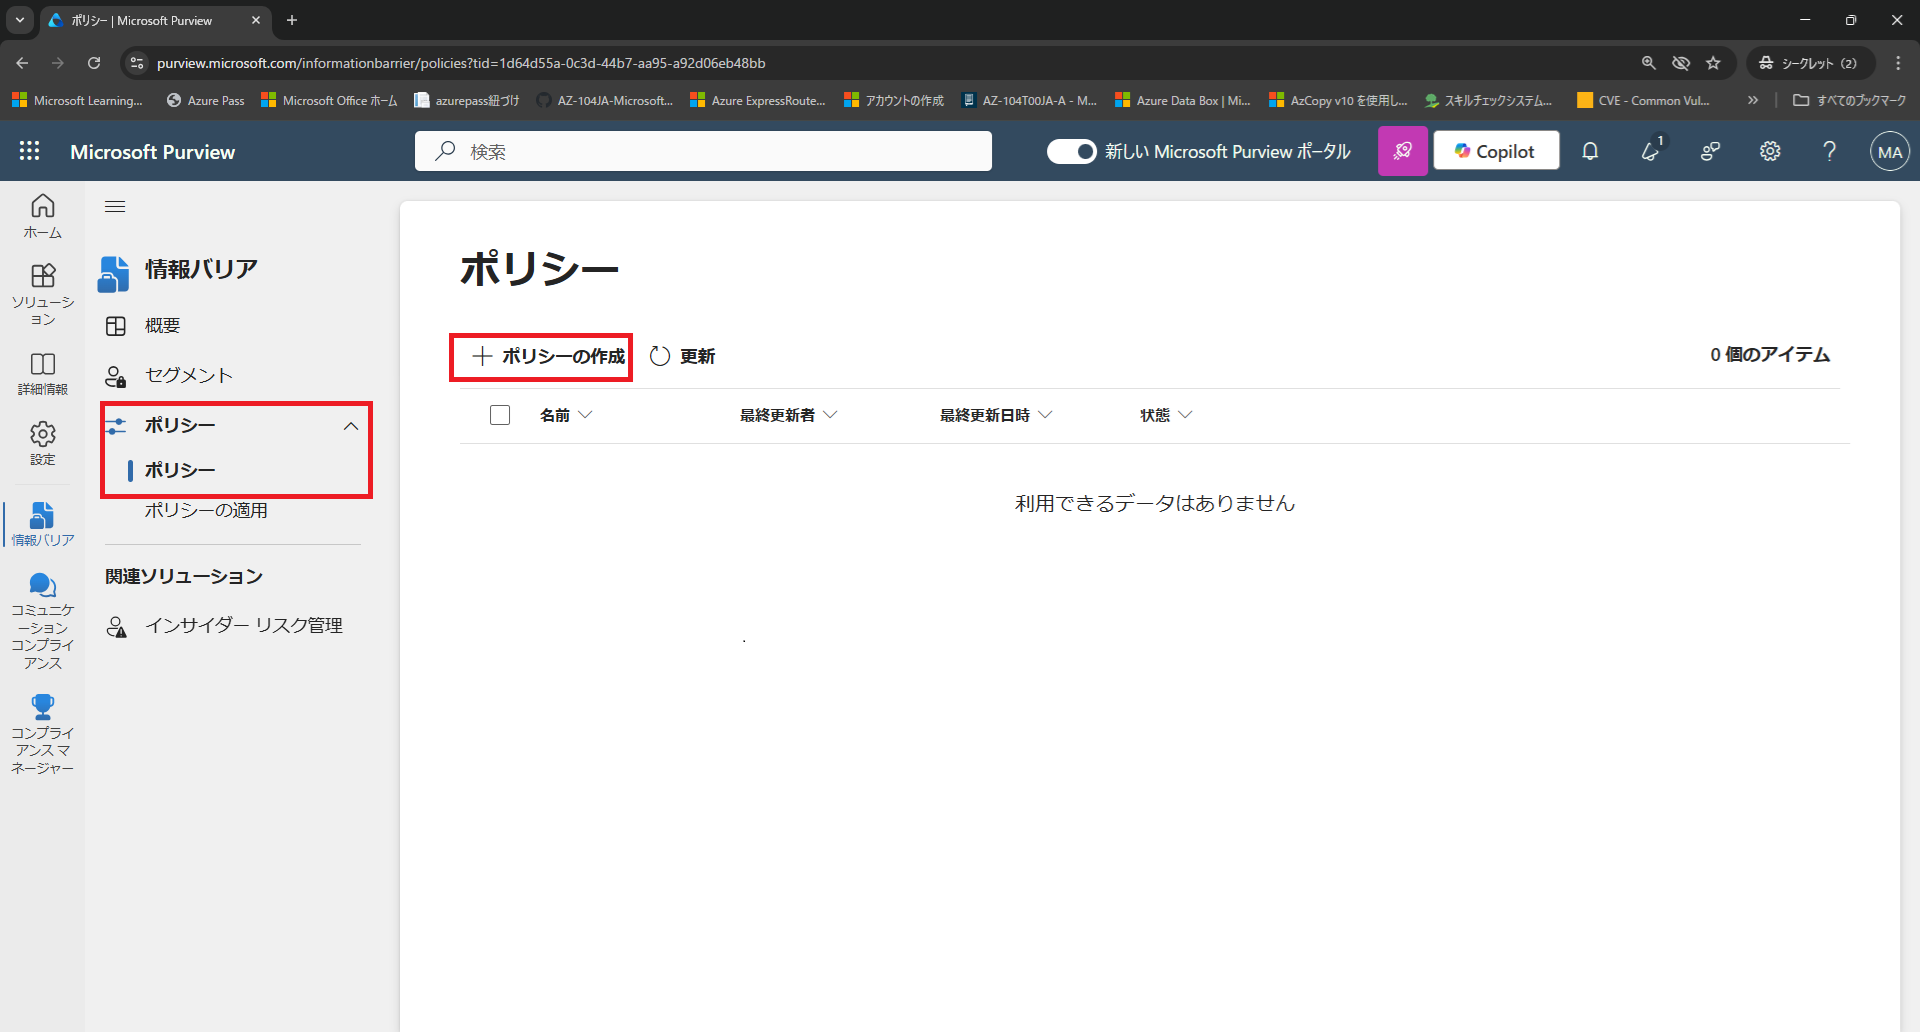 ポリシー | Microsoft Purview
purview.microsoft.com/informationbarrier/policies?tid=1d64d55a-0c3d-44b7-aa95-a92d06eb48bb
シークレット (2)
Microsoft Learning...
Azure Pass
Microsoft Office ホーム
azurepass紐づけ
AZ-104JA-Microsoft...
Azure ExpressRoute...
アカウントの作成
AZ-104T00JA-A - M...
Azure Data Box | Mi...
AzCopy v10 を使用し...
スキルチェックシステム...
CVE - Common Vul...
すべてのブックマーク
Microsoft Purview
検索
新しい Microsoft Purview ポータル
Copilot
1
MA
ホーム
ソリューシ
ョン
詳細情報
設定
情報バリア
コミュニケ
ーション
コンプライ
アンス
コンプライ
アンス マ
ネージャー
情報バリア
概要
セグメント
ポリシー
ポリシー
ポリシーの適用
関連ソリューション
インサイダー リスク管理
ポリシー
ポリシーの作成
更新
0 個のアイテム
名前
最終更新者
最終更新日時
状態
利用できるデータはありません